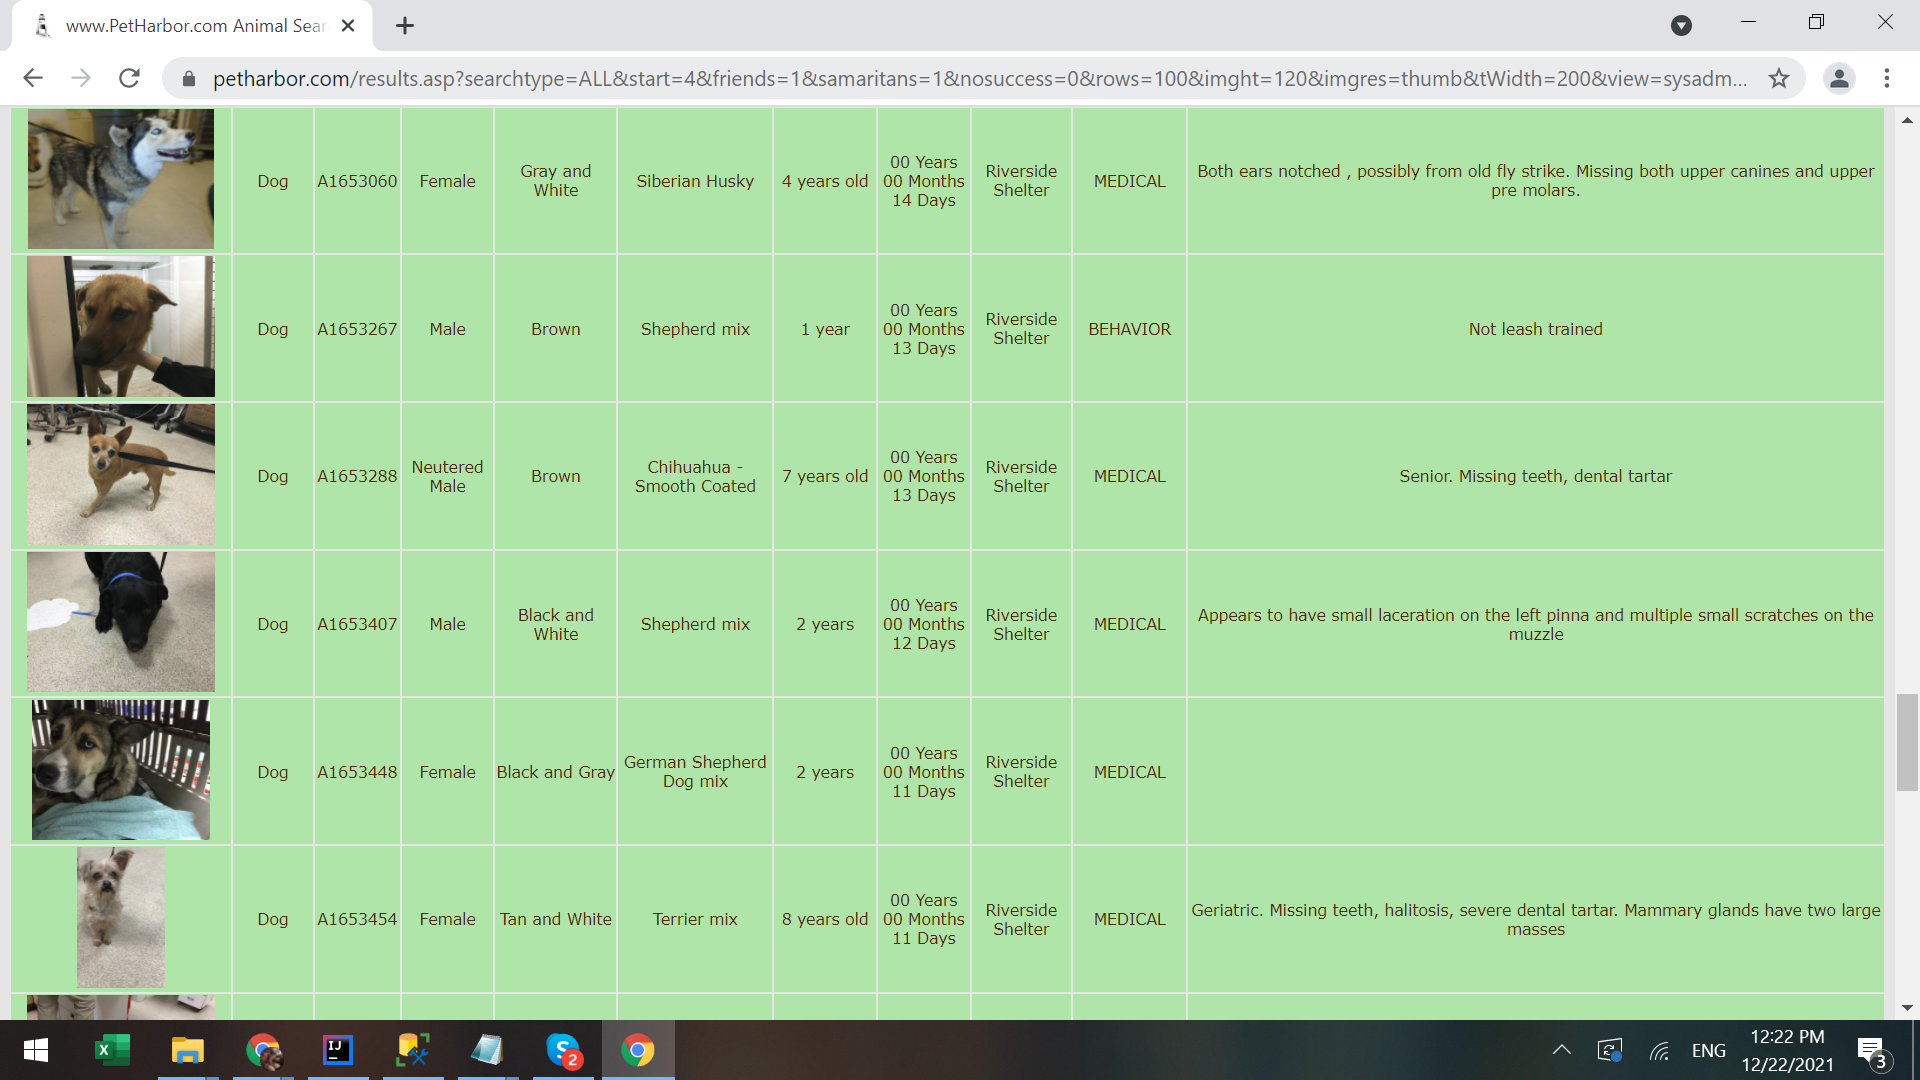 www.PetHarbor.com Animal Sear
petharbor.com/results.asp?searchtype=ALL&start=4&friends=1&samaritans=1&nosuccess=0&rows=100&imght=120&imgres=thumb&tWidth=200&view=sysadm...
Dog
A1653060
Female
Gray and
White
Siberian Husky
4 years old
00 Years
00 Months
14 Days
Riverside
Shelter
MEDICAL
Both ears notched , possibly from old fly strike. Missing both upper canines and upper
pre molars.
Dog
A1653267
Male
Brown
Shepherd mix
1 year
00 Years
00 Months
13 Days
Riverside
Shelter
BEHAVIOR
Not leash trained
Dog
A1653288
Neutered
Male
Brown
Chihuahua -
Smooth Coated
7 years old
00 Years
00 Months
13 Days
Riverside
Shelter
MEDICAL
Senior. Missing teeth, dental tartar
Dog
A1653407
Male
Black and
White
Shepherd mix
2 years
00 Years
00 Months
12 Days
Riverside
Shelter
MEDICAL
Appears to have small laceration on the left pinna and multiple small scratches on the
muzzle
Dog
A1653448
Female
Black and Gray
German Shepherd
Dog mix
2 years
00 Years
00 Months
11 Days
Riverside
Shelter
MEDICAL
Dog
A1653454
Female
Tan and White
Terrier mix
8 years old
00 Years
00 Months
11 Days
Riverside
Shelter
MEDICAL
Geriatric. Missing teeth, halitosis, severe dental tartar. Mammary glands have two large
masses
X
IJ
S
2
ENG
12:22 PM
12/22/2021
3